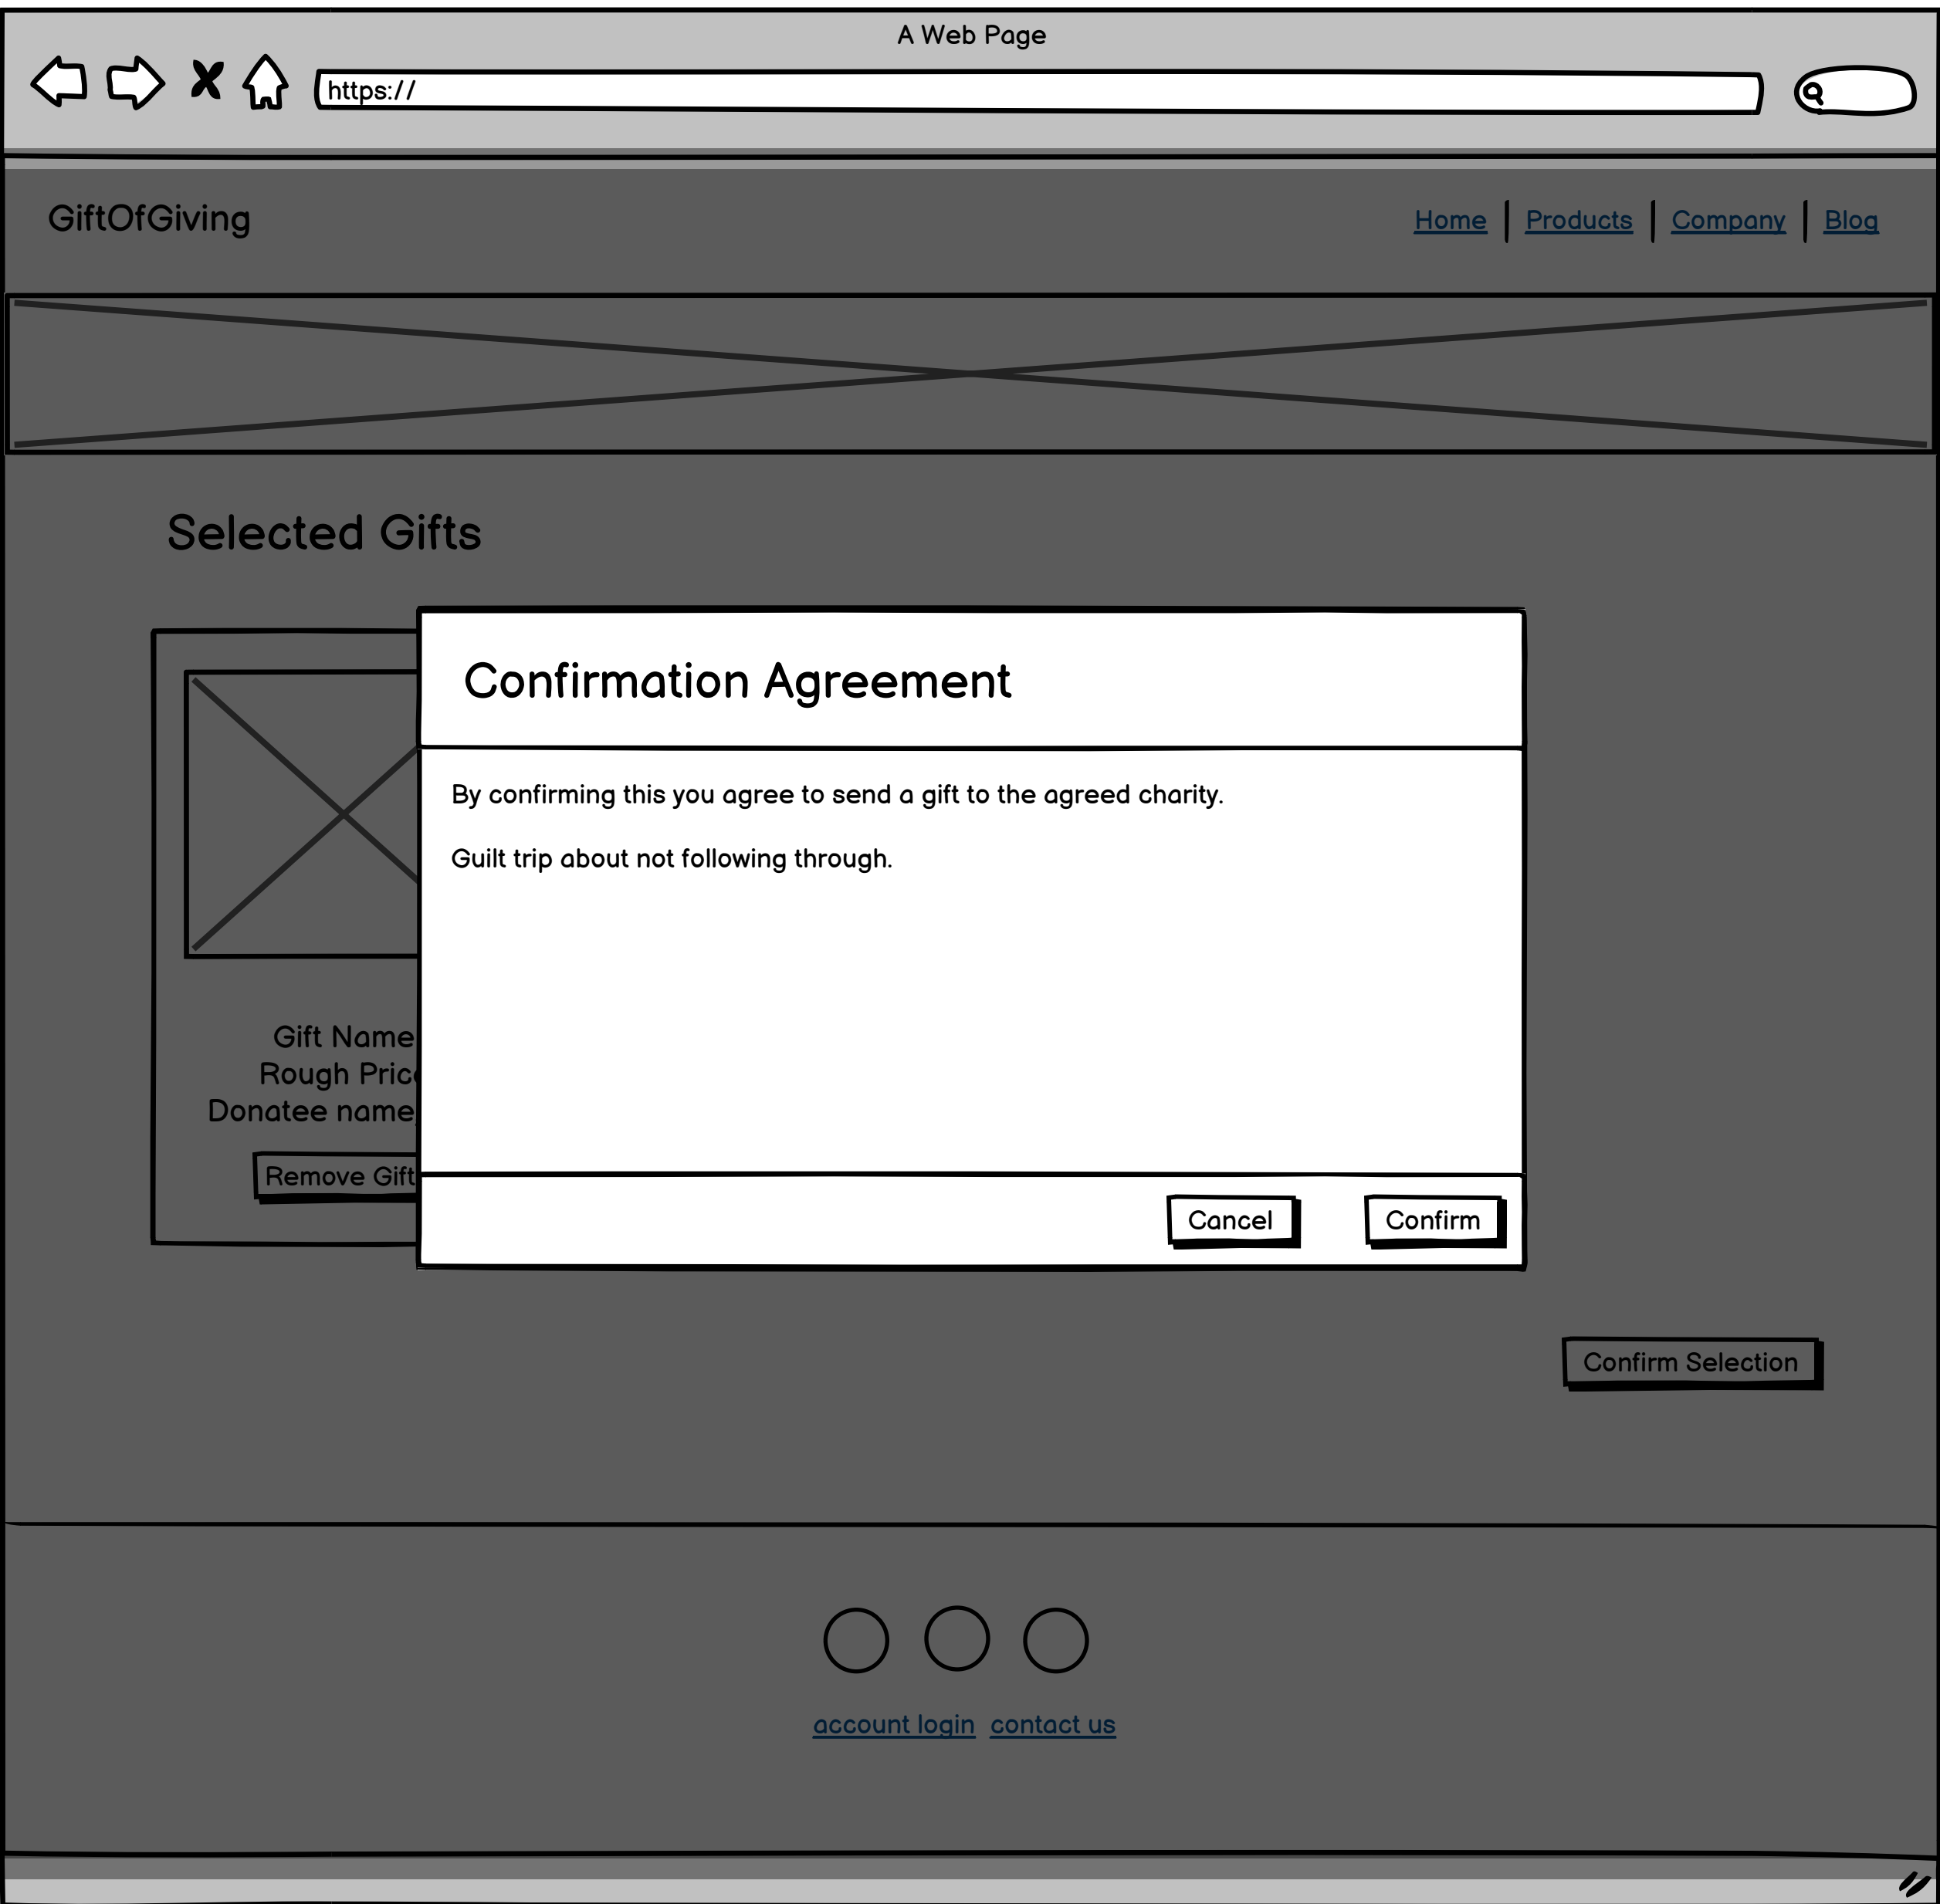 A Web Page
https://
GiftOfGiving
Home
Products
Company
Blog
Selected Gifts
Confirmation Agreement
By confirming this you agree to send a gift to the agreed charity.
Guilt trip about not following through.
Gift Name
Rough Pric
Donatee name
Remove Gift
Cancel
Confirm
Confirm Selection
account login contact us